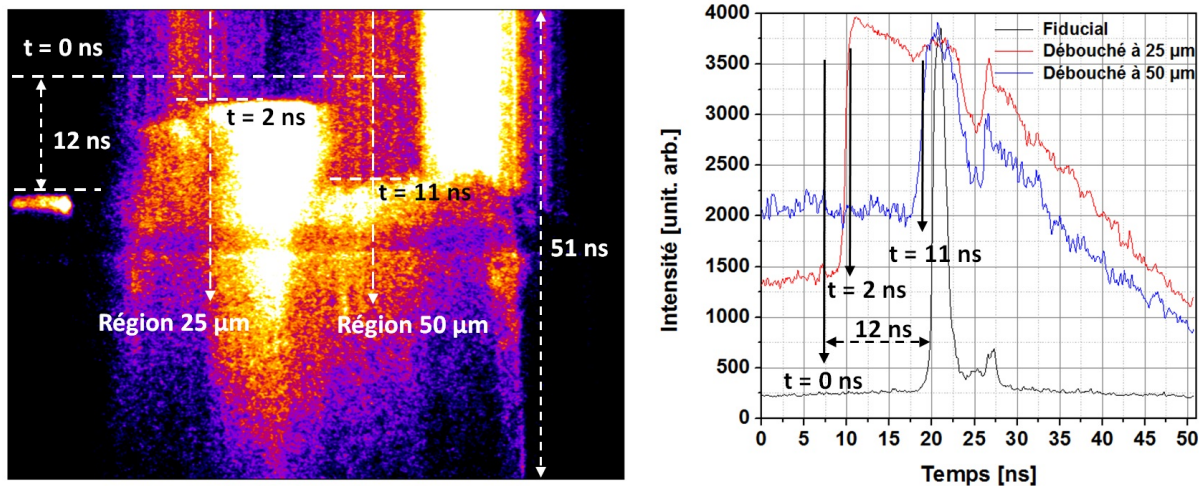 t = 0 ns
12 ns
t = 2 ns
t = 11 ns
51 ns
Région 25 µm
Région 50 µm
4000
3500
3000
2500
2000
1500
1000
500
0
Intensité [unit. arb.]
Fiducial
Débouché à 25 µm
Débouché à 50 µm
t = 11 ns
t = 2 ns
12 ns
t = 0 ns
0 5 10 15 20 25 30 35 40 45 50
Temps [ns]